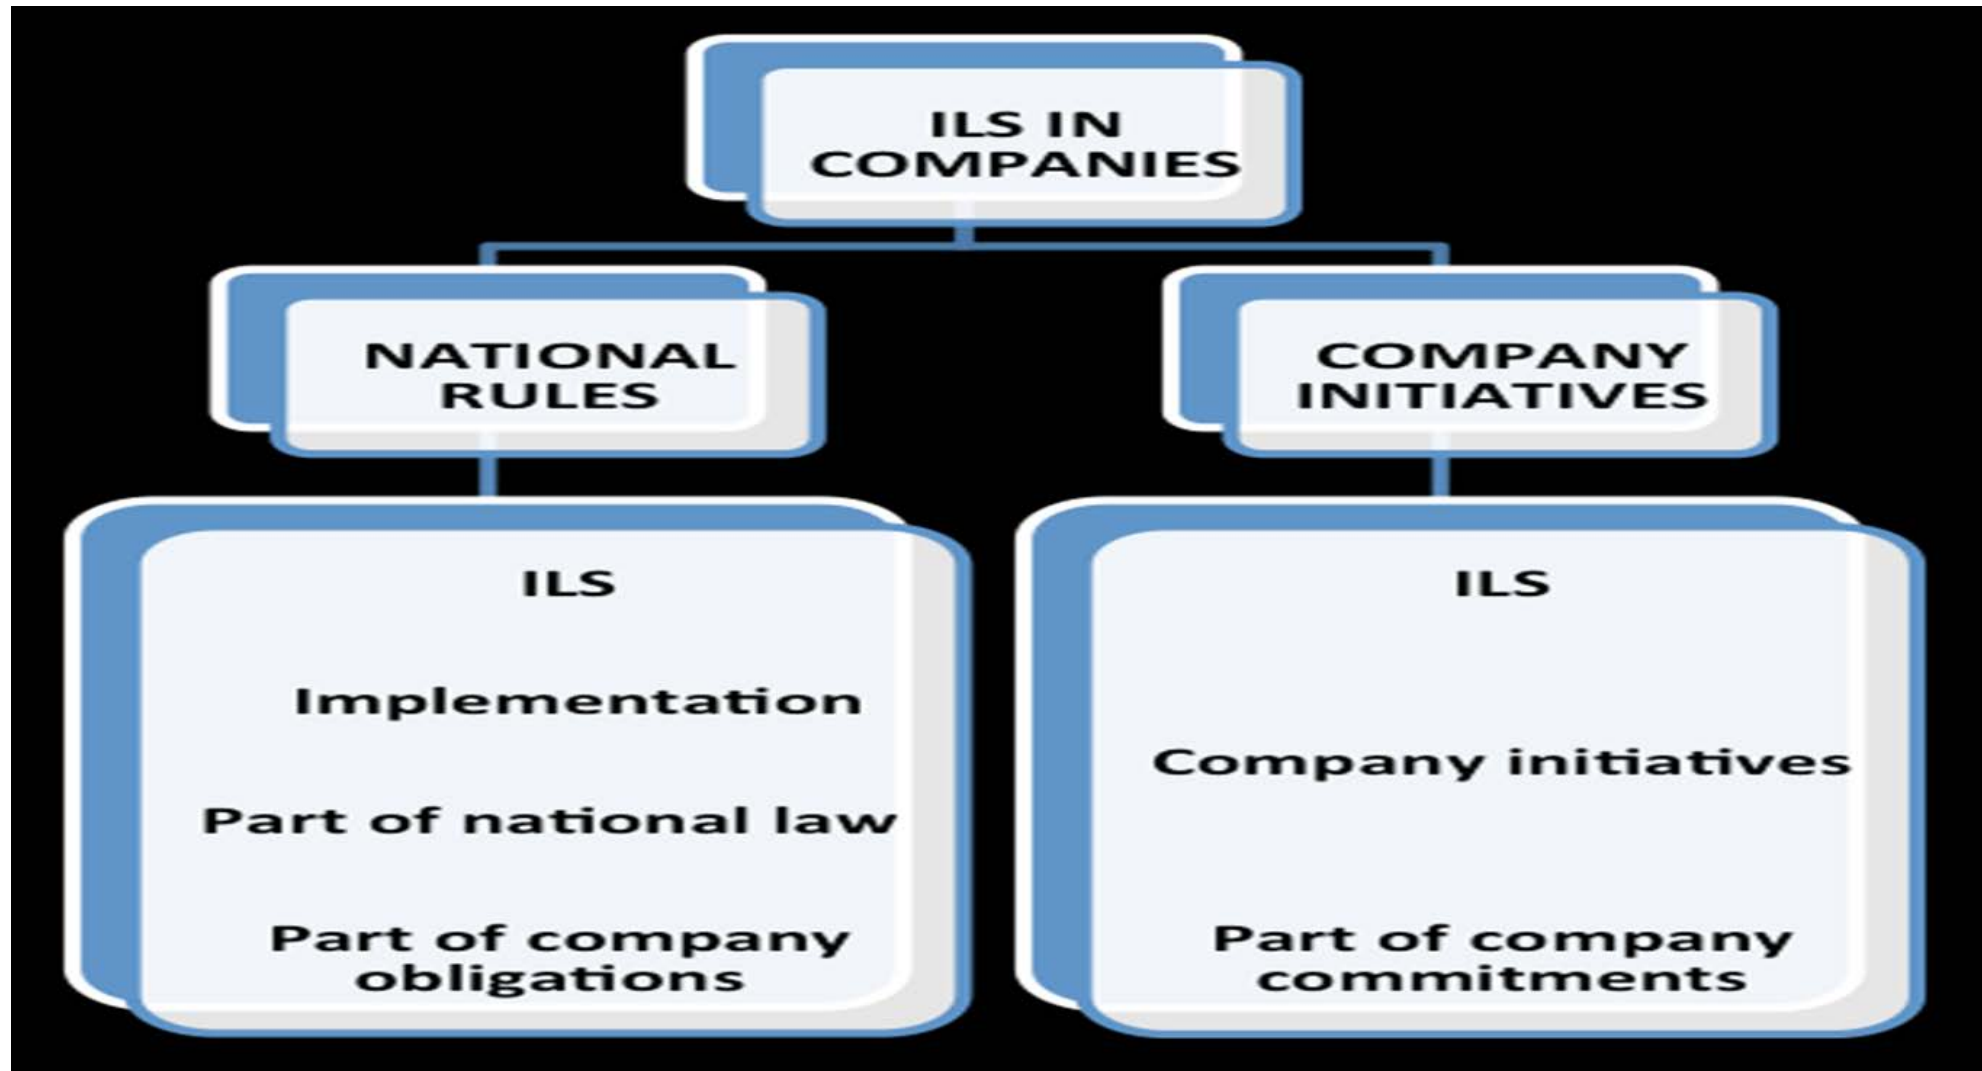 ILS IN
COMPANIES
NATIONAL
RULES
COMPANY
INITIATIVES
ILS
Implementation
Part of national law
Part of company
obligations
ILS
Company initiatives
Part of company
commitments